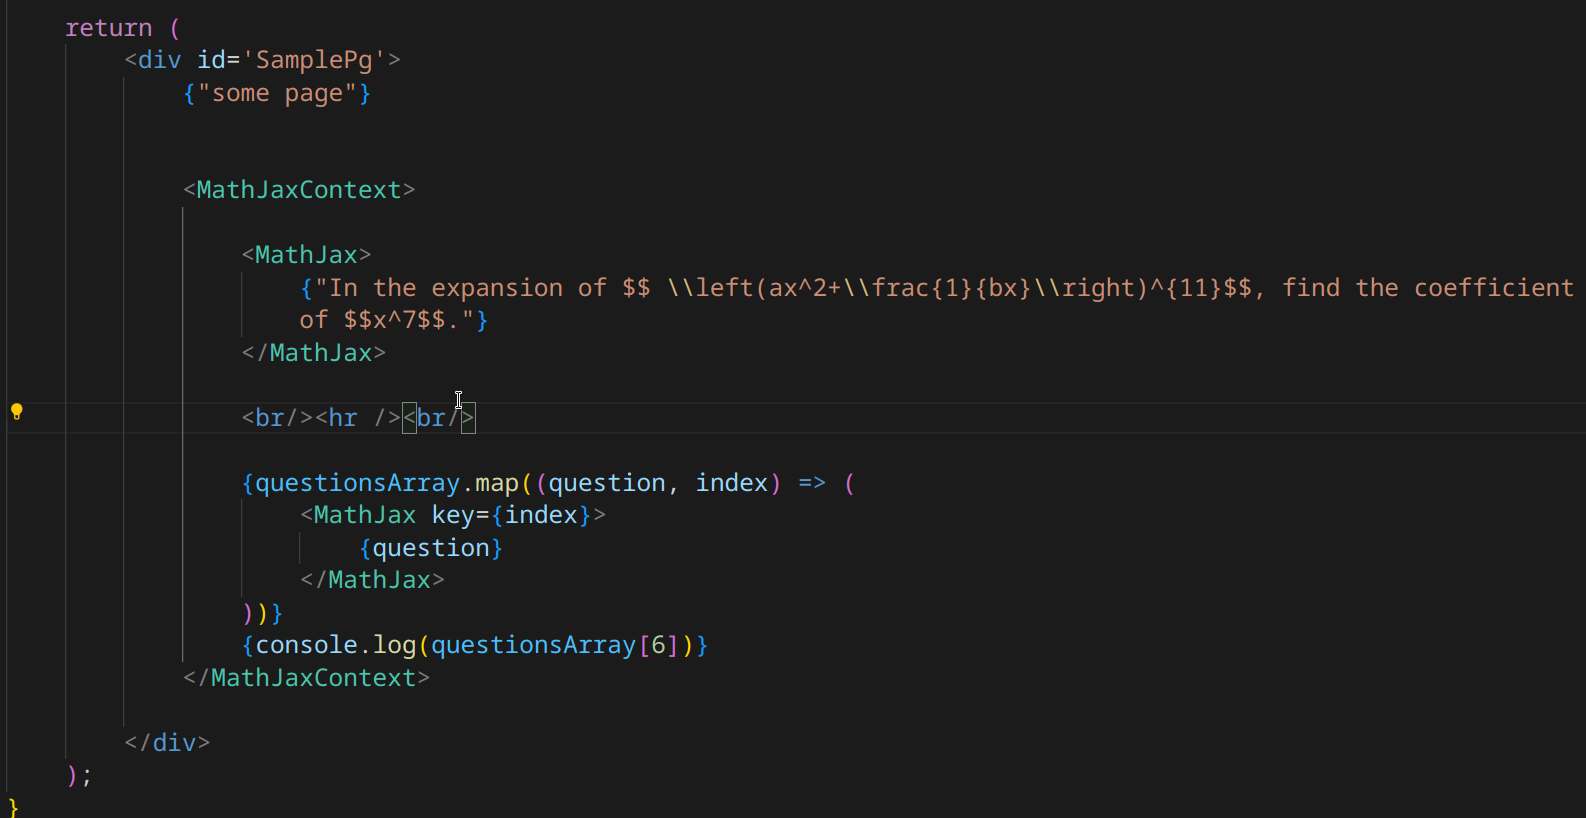 return (
<div id='SamplePg'>
{"some page"}
<MathJaxContext>
<MathJax>
{"In the expansion of $$ \\left(ax^2+\\frac{1}{bx}\\right)^{11}$$, find the coefficient
of $$x^7$$."}
</MathJax>
<br/><hr /><br/>
{questionsArray.map((question, index) => (
<MathJax key={index}>
{question}
</MathJax>
))}
{console.log(questionsArray[6])}
</MathJaxContext>
</div>
);
}